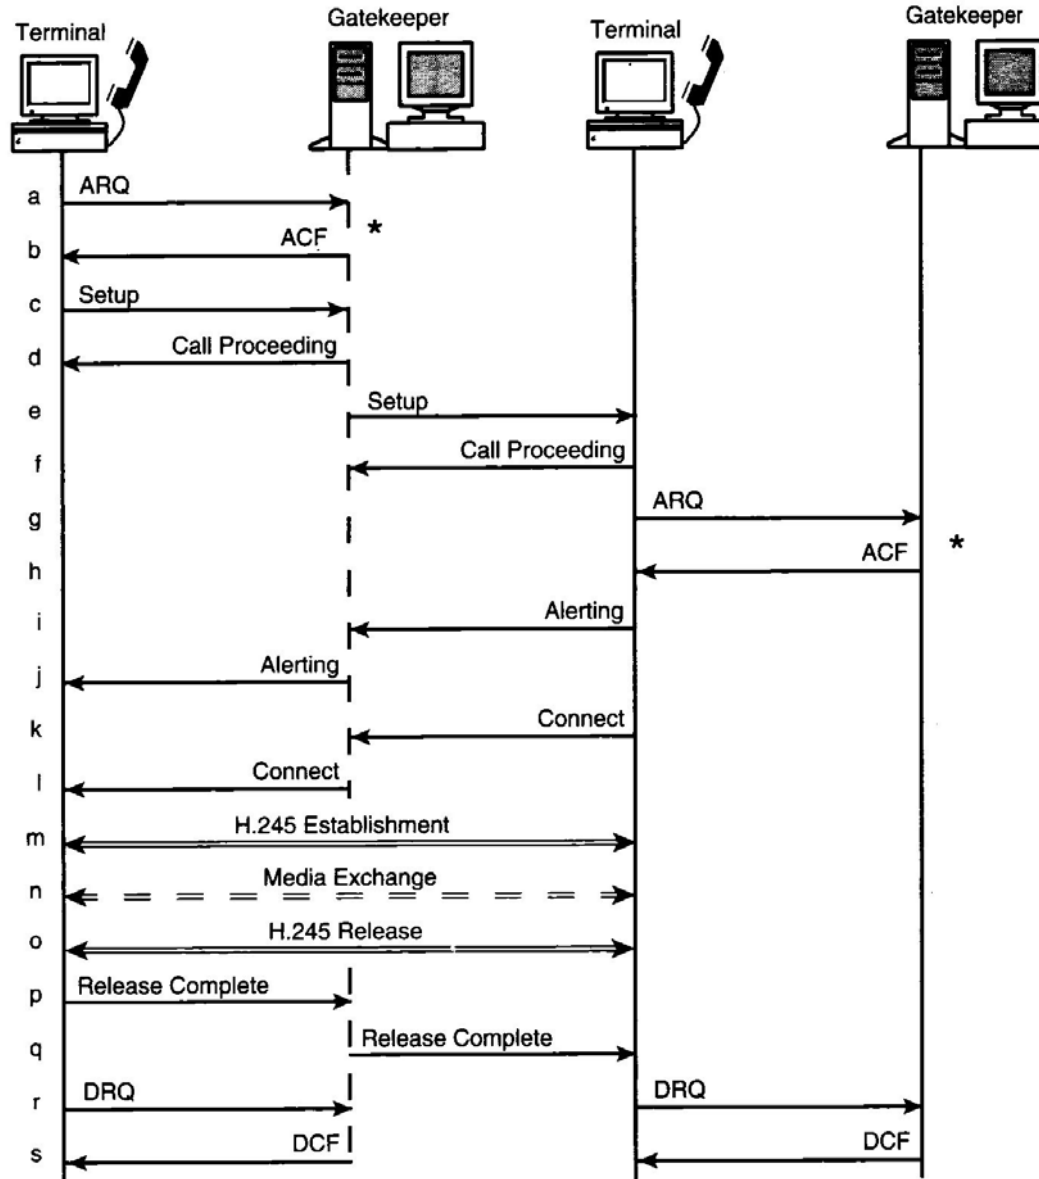 Terminal
Gatekeeper
Terminal
Gatekeeper
a ARQ
*
b ACF
c Setup
d Call Proceeding
e Setup
f Call Proceeding
g ARQ
*
h ACF
i Alerting
j Alerting
k Connect
l Connect
m H.245 Establishment
n Media Exchange
o H.245 Release
p Release Complete
q Release Complete
r DRQ DRQ
s DCF DCF